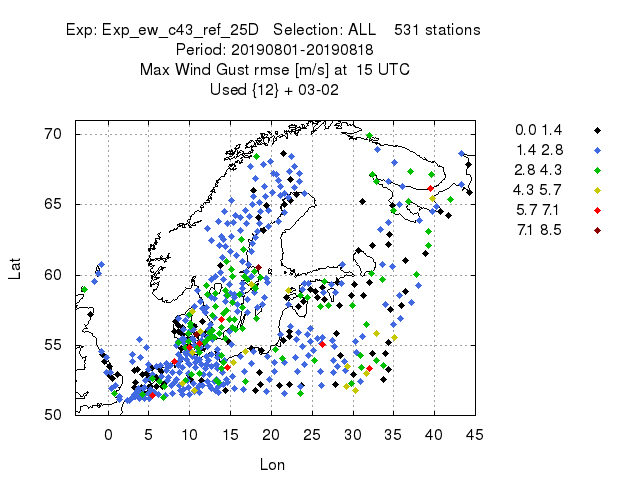 Exp: Exp_ew_c43_ref_25D Selection: ALL 531 stations
Period: 20190801-20190818
Max Wind Gust rmse [m/s] at 15 UTC
Used {12} + 03-02
70
65
60
55
50
Lat
0 5 10 15 20 25 30 35 40 45
Lon
0.0 1.4
1.4 2.8
2.8 4.3
4.3 5.7
5.7 7.1
7.1 8.5